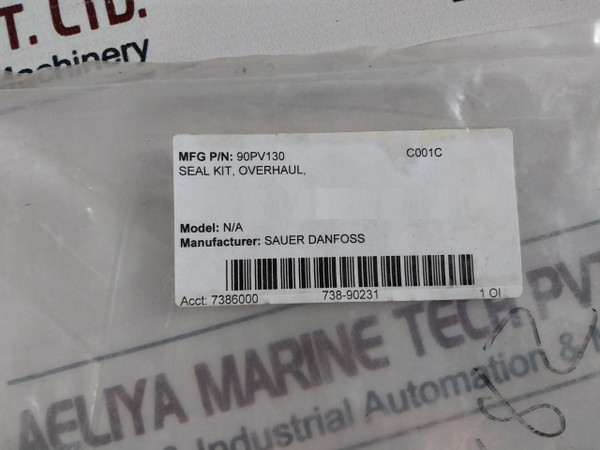 T. LTD.
Machinery
MFG P/N: 90PV130 C001C
SEAL KIT, OVERHAUL,
Model: N/A
Manufacturer: SAUER DANFOSS
Acct: 7386000 738-90231 1 OI
AELIYA MARINE TECH PVT
& Industrial Automation &